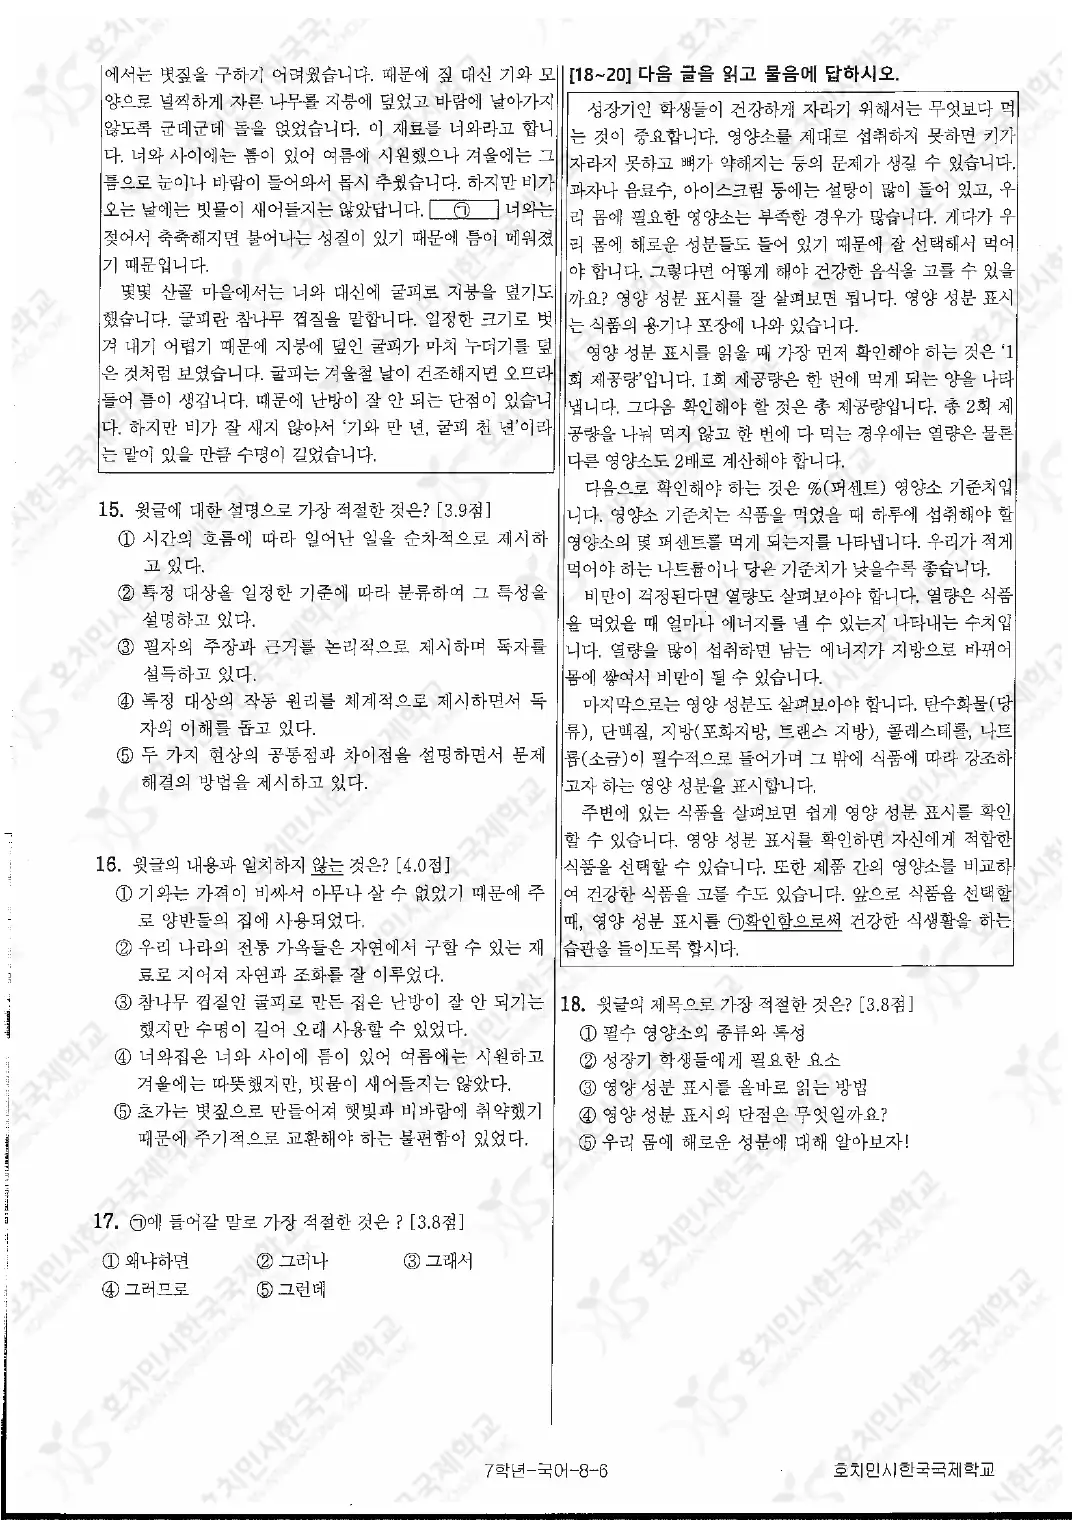 에서는 볏짚을 구하기 어려웠습니다. 때문에 짚 대신 기와 모
양으로 널찍하게 자른 나무를 지붕에 덮었고 바람에 날아가지
않도록 군데군데 돌을 얹었습니다. 이 재료를 너와라고 합니
다. 너와 사이에는 틈이 있어 여름에 시원했으나 겨울에는 그
틈으로 눈이나 바람이 들어와서 몹시 추웠습니다. 하지만 비가
오는 날에는 빗물이 새어들지는 않았답니다. ㉠ 너와는
젖어서 축축해지면 불어나는 성질이 있기 때문에 틈이 메워졌
기 때문입니다.
몇몇 산골 마을에서는 너와 대신에 굴피로 지붕을 덮기도
했습니다. 굴피란 참나무 껍질을 말합니다. 일정한 크기로 벗
겨 내기 어렵기 때문에 지붕에 덮인 굴피가 마치 누더기를 덮
은 것처럼 보였습니다. 굴피는 겨울철 날이 건조해지면 오므라
들어 틈이 생깁니다. 때문에 난방이 잘 안 되는 단점이 있습니
다. 하지만 비가 잘 새지 않아서 '기와 만 년, 굴피 천 년'이라
는 말이 있을 만큼 수명이 길었습니다.
15. 윗글에 대한 설명으로 가장 적절한 것은? [3.9점]
① 시간의 흐름에 따라 일어난 일을 순차적으로 제시하
고 있다.
② 특정 대상을 일정한 기준에 따라 분류하여 그 특성을
설명하고 있다.
③ 필자의 주장과 근거를 논리적으로 제시하며 독자를
설득하고 있다.
④ 특정 대상의 작동 원리를 체계적으로 제시하면서 독
자의 이해를 돕고 있다.
⑤ 두 가지 현상의 공통점과 차이점을 설명하면서 문제
해결의 방법을 제시하고 있다.
16. 윗글의 내용과 일치하지 않는 것은? [4.0점]
① 기와는 가격이 비싸서 아무나 살 수 없었기 때문에 주
로 양반들의 집에 사용되었다.
② 우리 나라의 전통 가옥들은 자연에서 구할 수 있는 재
료로 지어져 자연과 조화를 잘 이루었다.
③ 참나무 껍질인 굴피로 만든 집은 난방이 잘 안 되기는
했지만 수명이 길어 오래 사용할 수 있었다.
④ 너와집은 너와 사이에 틈이 있어 여름에는 시원하고
겨울에는 따뜻했지만, 빗물이 새어들지는 않았다.
⑤ 초가는 볏짚으로 만들어져 햇빛과 비바람에 취약했기
때문에 주기적으로 교환해야 하는 불편함이 있었다.
17. ㉠에 들어갈 말로 가장 적절한 것은 ? [3.8점]
① 왜냐하면 ② 그러나 ③ 그래서
④ 그러므로 ⑤ 그런데
[18~20] 다음 글을 읽고 물음에 답하시오.
성장기인 학생들이 건강하게 자라기 위해서는 무엇보다 먹
는 것이 중요합니다. 영양소를 제대로 섭취하지 못하면 키가
자라지 못하고 뼈가 약해지는 등의 문제가 생길 수 있습니다.
과자나 음료수, 아이스크림 등에는 설탕이 많이 들어 있고, 우
리 몸에 필요한 영양소는 부족한 경우가 많습니다. 게다가 우
리 몸에 해로운 성분들도 들어 있기 때문에 잘 선택해서 먹어
야 합니다. 그렇다면 어떻게 해야 건강한 음식을 고를 수 있을
까요? 영양 성분 표시를 잘 살펴보면 됩니다. 영양 성분 표시
는 식품의 용기나 포장에 나와 있습니다.
영양 성분 표시를 읽을 때 가장 먼저 확인해야 하는 것은 '1
회 제공량'입니다. 1회 제공량은 한 번에 먹게 되는 양을 나타
냅니다. 그다음 확인해야 할 것은 총 제공량입니다. 총 2회 제
공량을 나눠 먹지 않고 한 번에 다 먹는 경우에는 열량은 물론
다른 영양소도 2배로 계산해야 합니다.
다음으로 확인해야 하는 것은 %(퍼센트) 영양소 기준치입
니다. 영양소 기준치는 식품을 먹었을 때 하루에 섭취해야 할
영양소의 몇 퍼센트를 먹게 되는지를 나타냅니다. 우리가 적게
먹어야 하는 나트륨이나 당은 기준치가 낮을수록 좋습니다.
비만이 걱정된다면 열량도 살펴보아야 합니다. 열량은 식품
을 먹었을 때 얼마나 에너지를 낼 수 있는지 나타내는 수치입
니다. 열량을 많이 섭취하면 남는 에너지가 지방으로 바뀌어
몸에 쌓여서 비만이 될 수 있습니다.
마지막으로는 영양 성분도 살펴보아야 합니다. 탄수화물(당
류), 단백질, 지방(포화지방, 트랜스 지방), 콜레스테롤, 나트
륨(소금)이 필수적으로 들어가며 그 밖에 식품에 따라 강조하
고자 하는 영양 성분을 표시합니다.
주변에 있는 식품을 살펴보면 쉽게 영양 성분 표시를 확인
할 수 있습니다. 영양 성분 표시를 확인하면 자신에게 적합한
식품을 선택할 수 있습니다. 또한 제품 간의 영양소를 비교하
여 건강한 식품을 고를 수도 있습니다. 앞으로 식품을 선택할
때, 영양 성분 표시를 ㉠확인함으로써 건강한 식생활을 하는
습관을 들이도록 합시다.
18. 윗글의 제목으로 가장 적절한 것은? [3.8점]
① 필수 영양소의 종류와 특성
② 성장기 학생들에게 필요한 요소
③ 영양 성분 표시를 올바로 읽는 방법
④ 영양 성분 표시의 단점은 무엇일까요?
⑤ 우리 몸에 해로운 성분에 대해 알아보자!
7학년-국어-8-6
호치민시한국국제학교